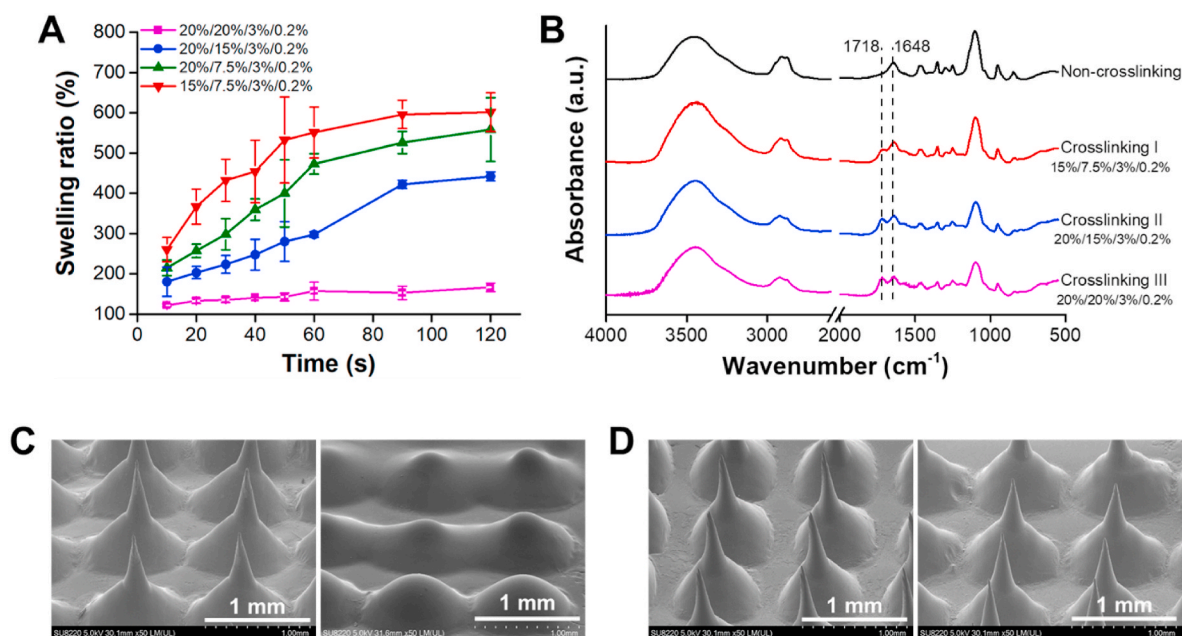 A
Swelling ratio (%)
800
700
600
500
400
300
200
100
20%/20%/3%/0.2%
20%/15%/3%/0.2%
20%/7.5%/3%/0.2%
15%/7.5%/3%/0.2%
0 20 40 60 80 100 120
Time (s)
B
Absorbance (a.u.)
1718 1648
Non-crosslinking
Crosslinking I
15%/7.5%/3%/0.2%
Crosslinking II
20%/15%/3%/0.2%
Crosslinking III
20%/20%/3%/0.2%
4000 3500 3000 2000 1500 1000 500
Wavenumber (cm⁻¹)
C
1 mm
SU8220 5.0kV 30.1mm x50 LM(UL) 1.00mm
1 mm
SU8220 5.0kV 31.6mm x50 LM(UL) 1.00mm
D
1 mm
SU8220 5.0kV 30.1mm x50 LM(UL) 1.00mm
1 mm
SU8220 5.0kV 30.1mm x50 LM(UL) 1.00mm